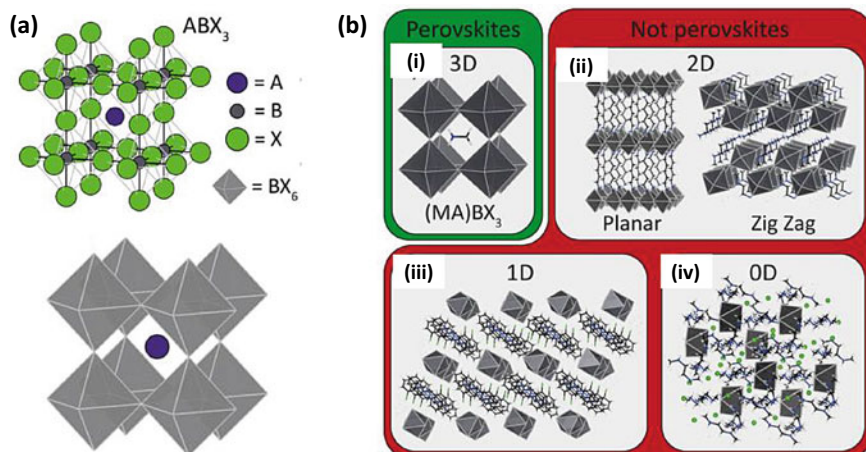 (a)
ABX3
= A
= B
= X
= BX6
(b)
Perovskites
Not perovskites
(i)
3D
(MA)BX3
(ii)
2D
Planar
Zig Zag
(iii)
1D
(iv)
0D